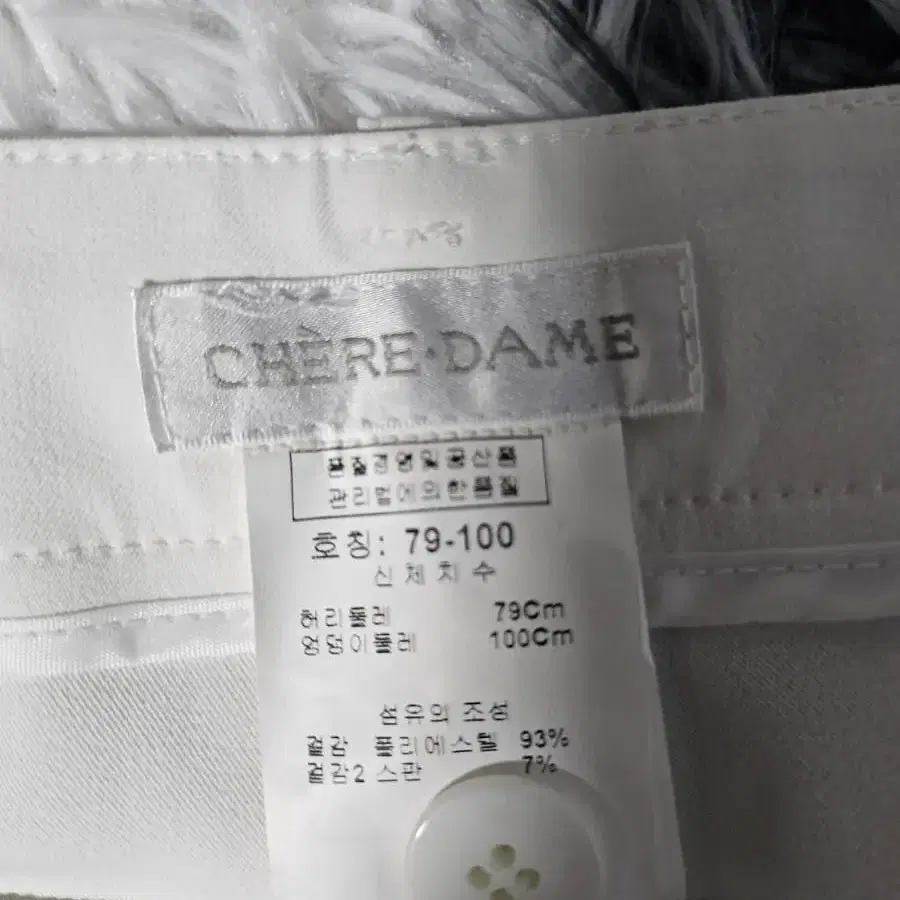 CHÈRE·DAME
품질경영및공산품
관리법에의한품질
호칭: 79-100
신체치수
허리둘레 79Cm
엉덩이둘레 100Cm
섬유의 조성
겉감 폴리에스텔 93%
겉감2 스판 7%